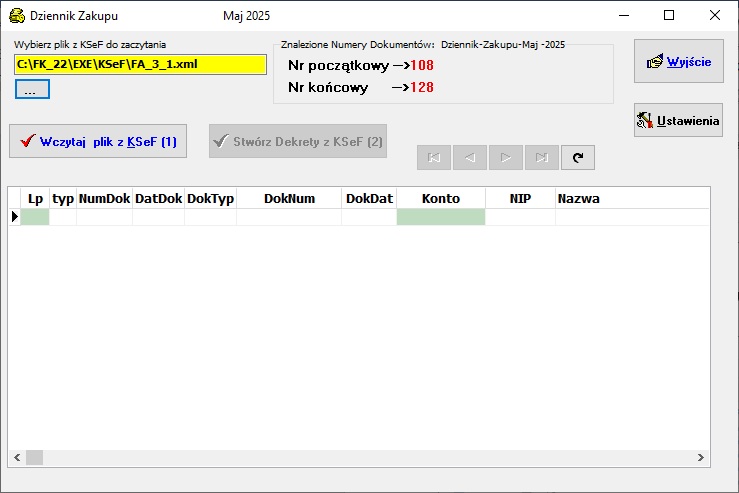 Dziennik Zakupu Maj 2025
Wybierz plik z KSeF do zaczytania
C:\FK_22\EXE\KSeF\FA_3_1.xml
...
Znalezione Numery Dokumentów: Dziennik-Zakupu-Maj -2025
Nr początkowy —>108
Nr końcowy —>128
Wyjście
Ustawienia
Wczytaj plik z KSeF (1)
Stwórz Dekrety z KSeF (2)
Lp typ NumDok DatDok DokTyp DokNum DokDat Konto NIP Nazwa